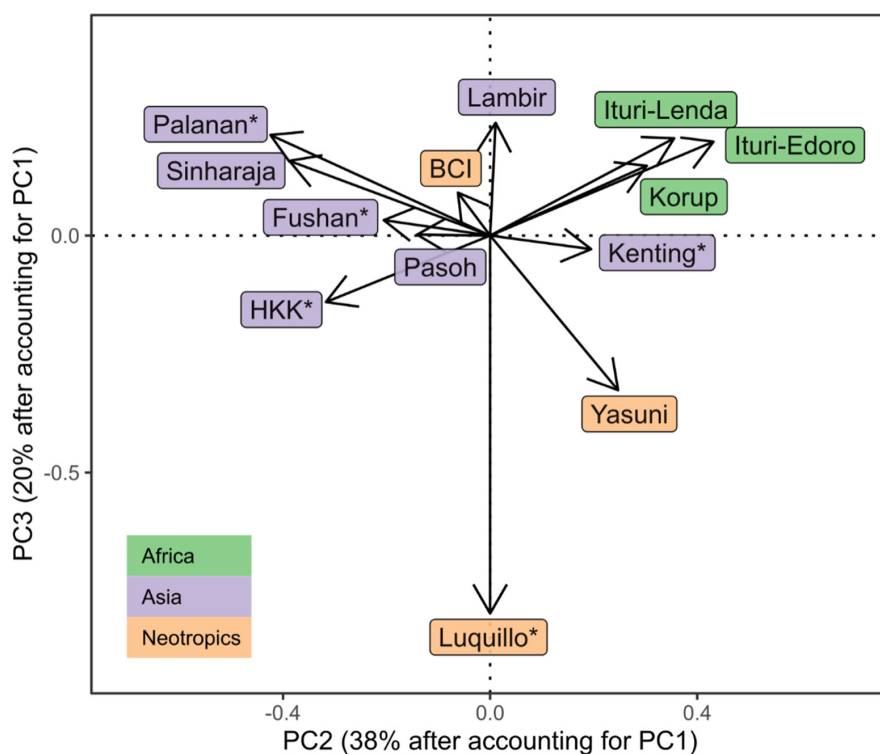 Lambir
Ituri-Lenda
Palanan*
Ituri-Edoro
Sinharaja
BCI
Korup
Fushan*
Kenting*
Pasoh
HKK*
Yasuni
Luquillo*
0.0
-0.5
PC3 (20% after accounting for PC1)
Africa
Asia
Neotropics
-0.4
0.0
0.4
PC2 (38% after accounting for PC1)